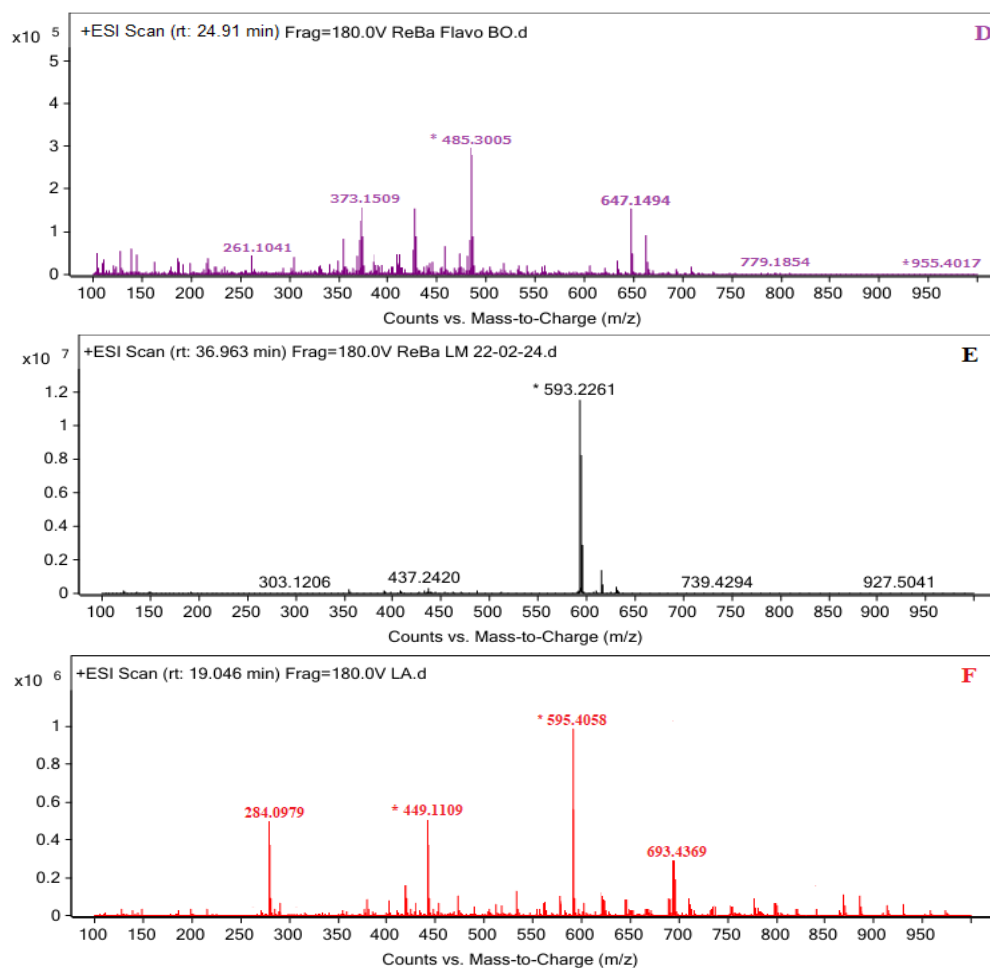 x10 5
+ESI Scan (rt: 24.91 min) Frag=180.0V ReBa Flavo BO.d
D
5
4
3
2
1
0
* 485.3005
373.1509
647.1494
261.1041
779.1854
*955.4017
100 150 200 250 300 350 400 450 500 550 600 650 700 750 800 850 900 950
Counts vs. Mass-to-Charge (m/z)
x10 7
+ESI Scan (rt: 36.963 min) Frag=180.0V ReBa LM 22-02-24.d
E
1.2
1
0.8
0.6
0.4
0.2
0
* 593.2261
303.1206
437.2420
739.4294
927.5041
100 150 200 250 300 350 400 450 500 550 600 650 700 750 800 850 900 950
Counts vs. Mass-to-Charge (m/z)
x10 6
+ESI Scan (rt: 19.046 min) Frag=180.0V LA.d
F
1
0.8
0.6
0.4
0.2
0
* 595.4058
284.0979
* 449.1109
693.4369
100 150 200 250 300 350 400 450 500 550 600 650 700 750 800 850 900 950
Counts vs. Mass-to-Charge (m/z)